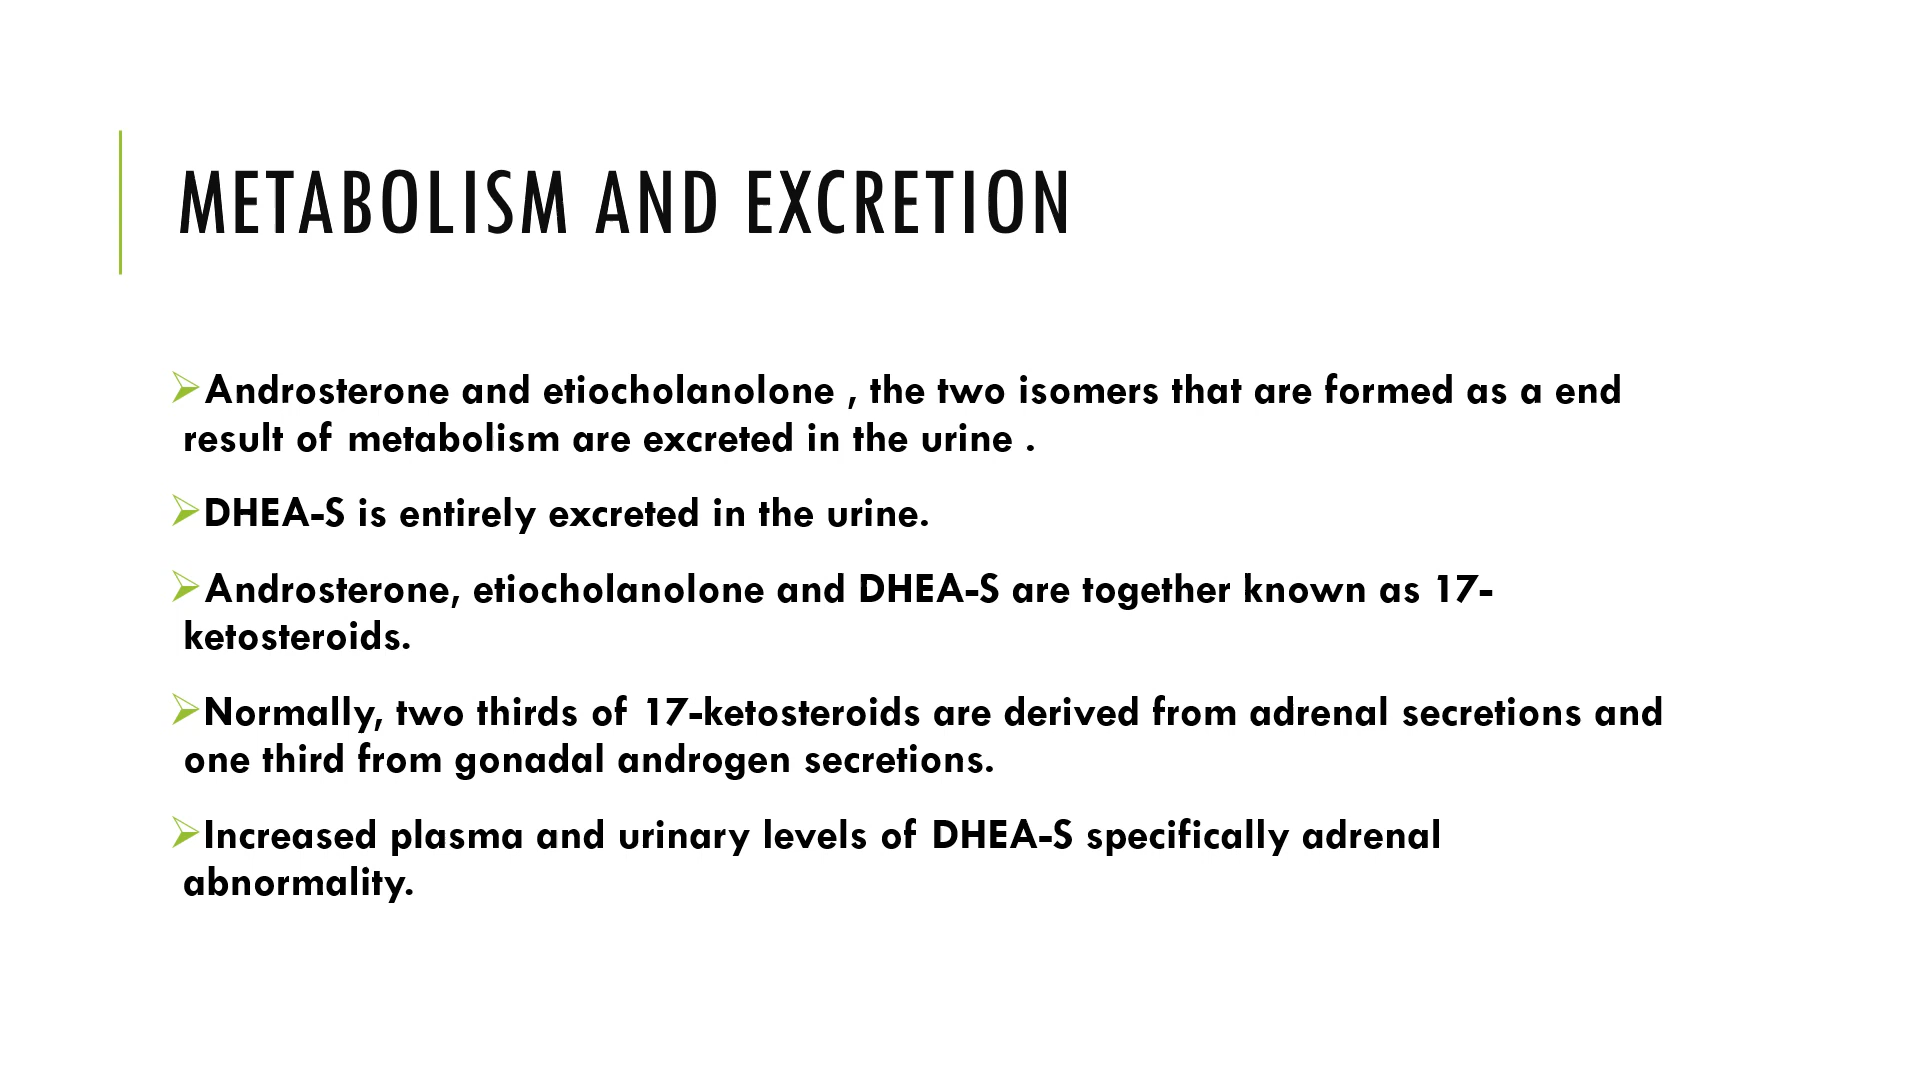 METABOLISM AND EXCRETION
➢Androsterone and etiocholanolone , the two isomers that are formed as a end
result of metabolism are excreted in the urine .
➢DHEA-S is entirely excreted in the urine.
➢Androsterone, etiocholanolone and DHEA-S are together known as 17-
ketosteroids.
➢Normally, two thirds of 17-ketosteroids are derived from adrenal secretions and
one third from gonadal androgen secretions.
➢Increased plasma and urinary levels of DHEA-S specifically adrenal
abnormality.